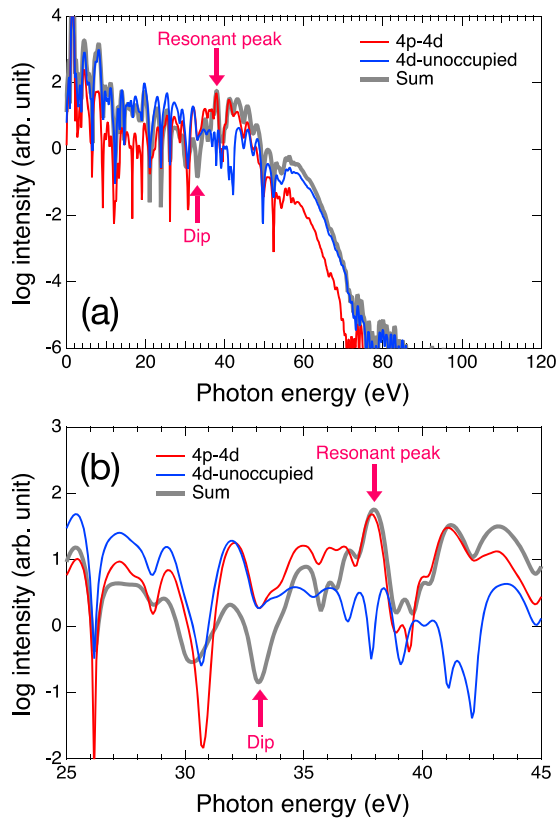 4
2
0
-2
-4
-6
log intensity (arb. unit)
Resonant peak
4p-4d
4d-unoccupied
Sum
Dip
(a)
0
20
40
60
80
100
120
Photon energy (eV)
3
2
1
0
-1
-2
log intensity (arb. unit)
(b)
4p-4d
4d-unoccupied
Sum
Resonant peak
Dip
25
30
35
40
45
Photon energy (eV)